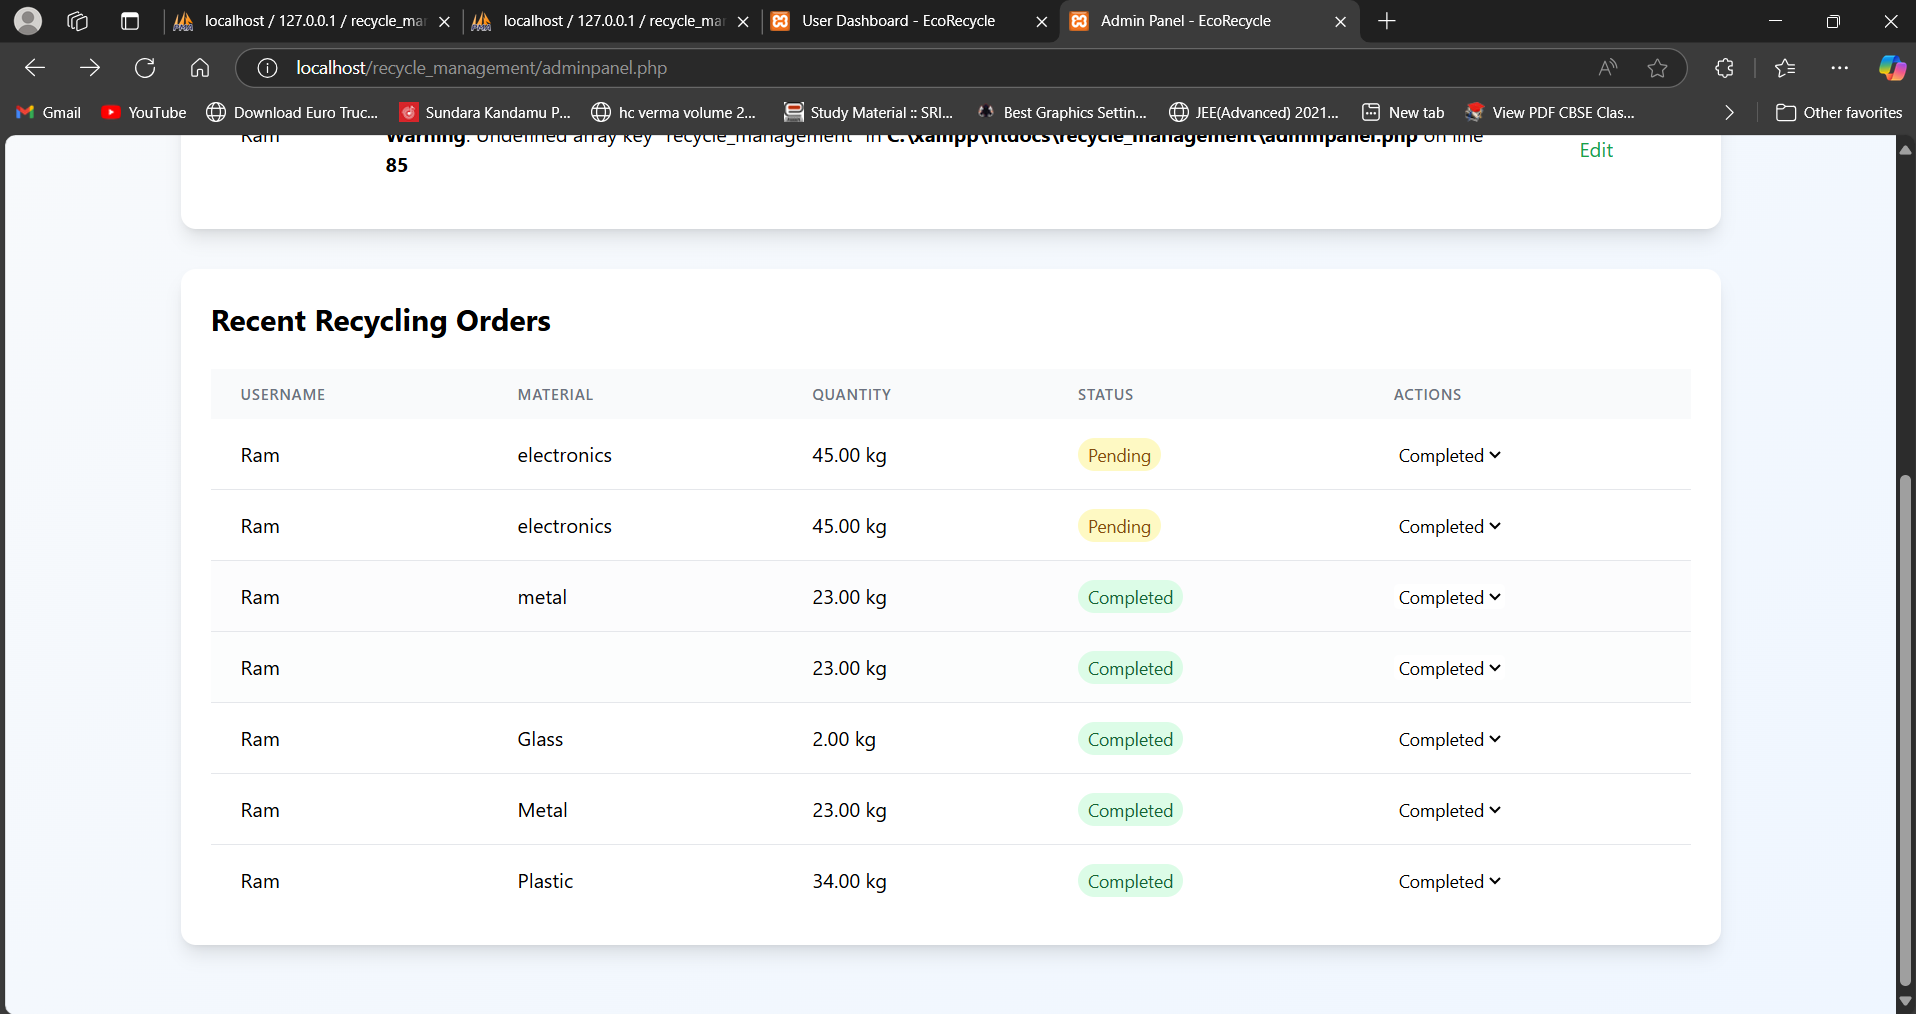 localhost / 127.0.0.1 / recycle_mar
localhost / 127.0.0.1 / recycle_mar
User Dashboard - EcoRecycle
Admin Panel - EcoRecycle
localhost/recycle_management/adminpanel.php
Gmail
YouTube
Download Euro Truc...
Sundara Kandamu P...
hc verma volume 2...
Study Material :: SRI...
Best Graphics Settin...
JEE(Advanced) 2021...
New tab
View PDF CBSE Clas...
Other favorites
Ram Warning: Undefined array key "recycle_management" in C:\xampp\htdocs\recycle_management\adminpanel.php on line
85
Edit
Recent Recycling Orders
USERNAME MATERIAL QUANTITY STATUS ACTIONS
Ram electronics 45.00 kg Pending Completed
Ram electronics 45.00 kg Pending Completed
Ram metal 23.00 kg Completed Completed
Ram 23.00 kg Completed Completed
Ram Glass 2.00 kg Completed Completed
Ram Metal 23.00 kg Completed Completed
Ram Plastic 34.00 kg Completed Completed